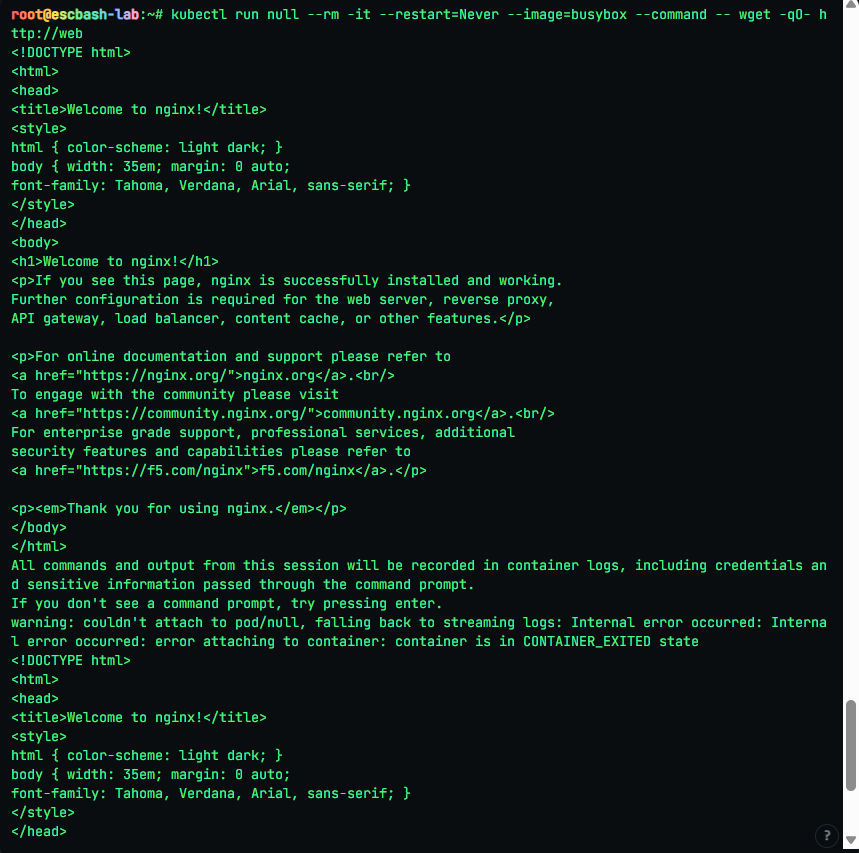 root@escbash-lab:~# kubectl run null --rm -it --restart=Never --image=busybox --command -- wget -qO- h
ttp://web
<!DOCTYPE html>
<html>
<head>
<title>Welcome to nginx!</title>
<style>
html { color-scheme: light dark; }
body { width: 35em; margin: 0 auto;
font-family: Tahoma, Verdana, Arial, sans-serif; }
</style>
</head>
<body>
<h1>Welcome to nginx!</h1>
<p>If you see this page, nginx is successfully installed and working.
Further configuration is required for the web server, reverse proxy,
API gateway, load balancer, content cache, or other features.</p>

<p>For online documentation and support please refer to
<a href="https://nginx.org/">nginx.org</a>.<br/>
To engage with the community please visit
<a href="https://community.nginx.org/">community.nginx.org</a>.<br/>
For enterprise grade support, professional services, additional
security features and capabilities please refer to
<a href="https://f5.com/nginx">f5.com/nginx</a>.</p>

<p><em>Thank you for using nginx.</em></p>
</body>
</html>
All commands and output from this session will be recorded in container logs, including credentials an
d sensitive information passed through the command prompt.
If you don't see a command prompt, try pressing enter.
warning: couldn't attach to pod/null, falling back to streaming logs: Internal error occurred: Interna
l error occurred: error attaching to container: container is in CONTAINER_EXITED state
<!DOCTYPE html>
<html>
<head>
<title>Welcome to nginx!</title>
<style>
html { color-scheme: light dark; }
body { width: 35em; margin: 0 auto;
font-family: Tahoma, Verdana, Arial, sans-serif; }
</style>
</head>
?